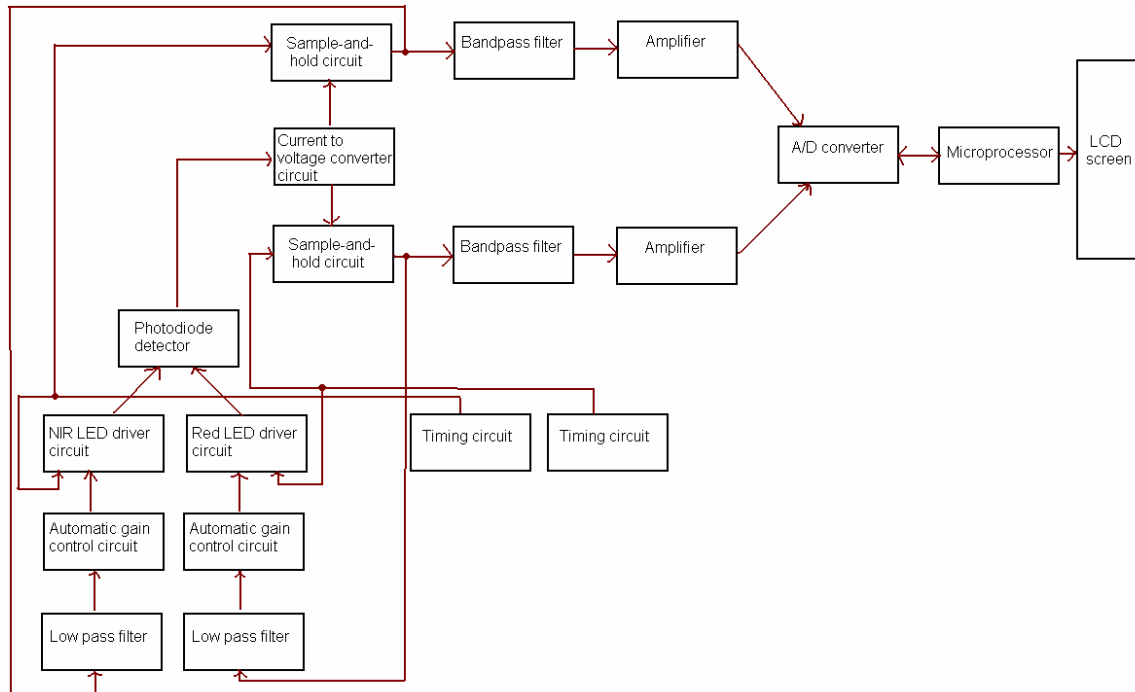 Sample-and-
hold circuit
Bandpass filter
Amplifier
Current to
voltage converter
circuit
A/D converter
Microprocessor
LCD
screen
Sample-and-
hold circuit
Bandpass filter
Amplifier
Photodiode
detector
NIR LED driver
circuit
Red LED driver
circuit
Timing circuit
Timing circuit
Automatic gain
control circuit
Automatic gain
control circuit
Low pass filter
Low pass filter